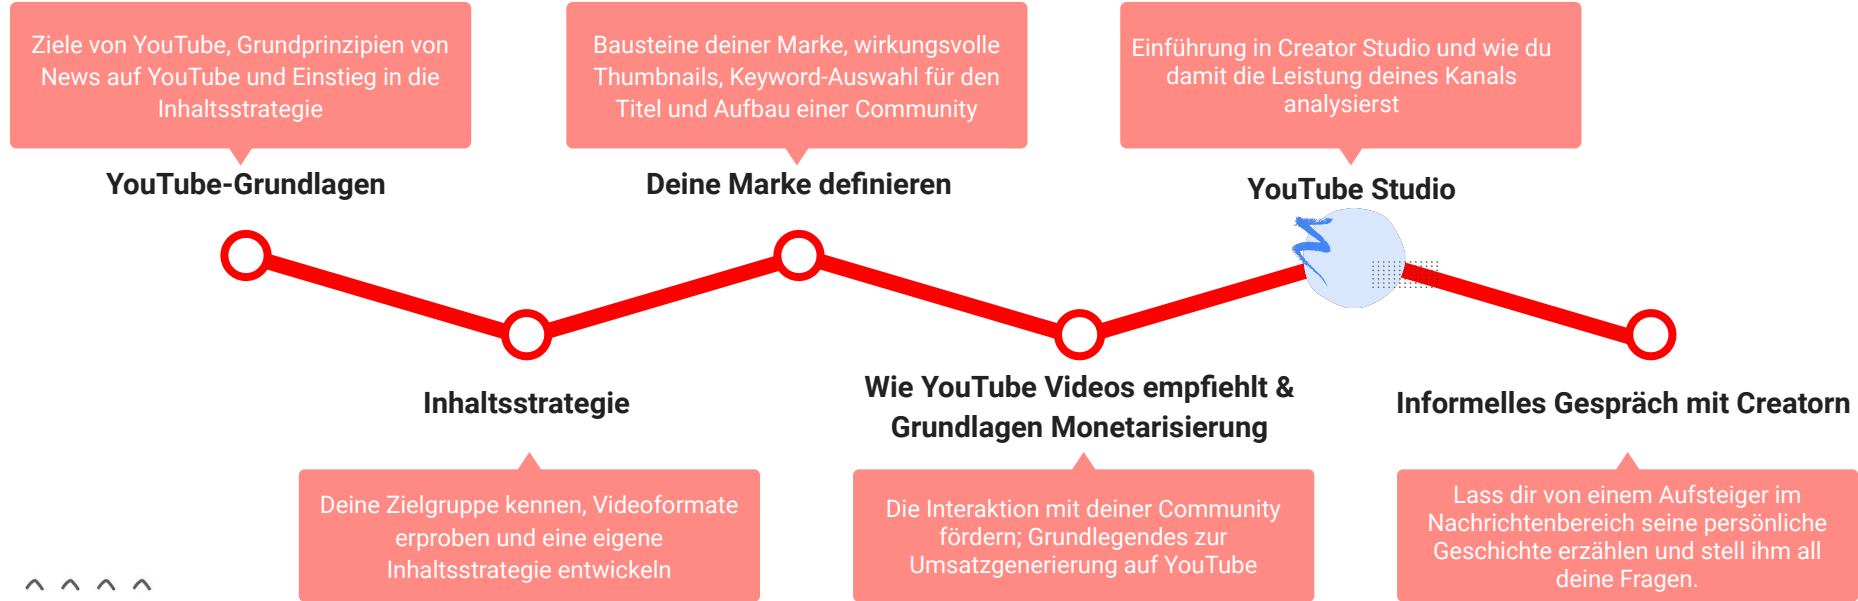 Ziele von YouTube, Grundprinzipien von
News auf YouTube und Einstieg in die
Inhaltsstrategie
YouTube-Grundlagen
Bausteine deiner Marke, wirkungsvolle
Thumbnails, Keyword-Auswahl für den
Titel und Aufbau einer Community
Deine Marke definieren
Einführung in Creator Studio und wie du
damit die Leistung deines Kanals
analysierst
YouTube Studio
Inhaltsstrategie
Deine Zielgruppe kennen, Videoformate
erproben und eine eigene
Inhaltsstrategie entwickeln
Wie YouTube Videos empfiehlt &
Grundlagen Monetarisierung
Die Interaktion mit deiner Community
fördern; Grundlegendes zur
Umsatzgenerierung auf YouTube
Informelles Gespräch mit Creatorn
Lass dir von einem Aufsteiger im
Nachrichtenbereich seine persönliche
Geschichte erzählen und stell ihm all
deine Fragen.